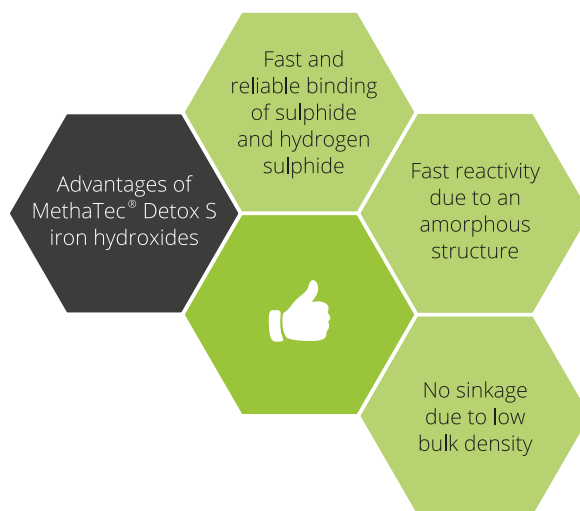 Advantages of
MethaTec® Detox S
iron hydroxides
Fast and
reliable binding
of sulphide
and hydrogen
sulphide
Fast reactivity
due to an
amorphous
structure
No sinkage
due to low
bulk density